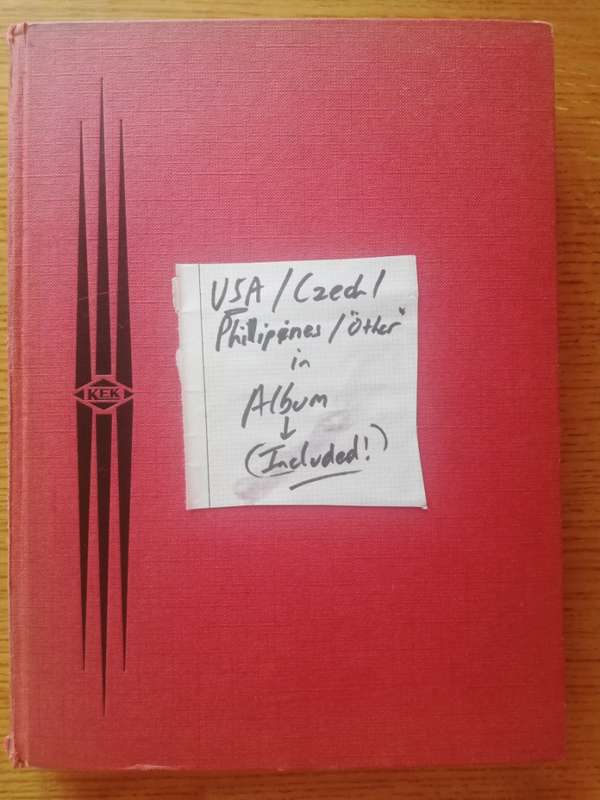 KEK
USA / Czech /
Phillipines / "Other"
in
Album
(Included!)